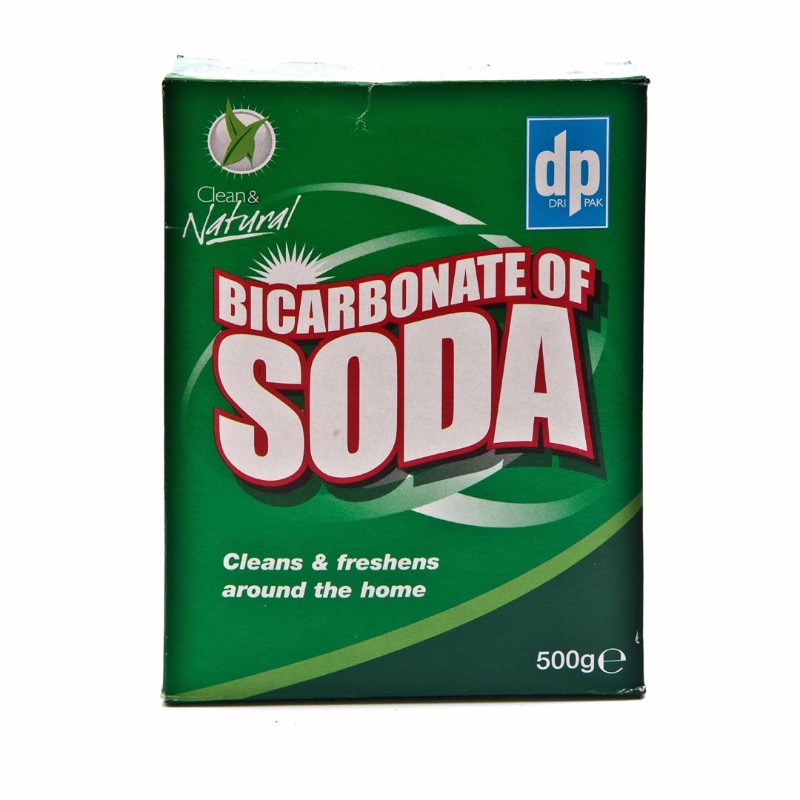 Clean &
Natural
dp
DRI PAK
BICARBONATE OF
SODA
Cleans & freshens
around the home
500g℮